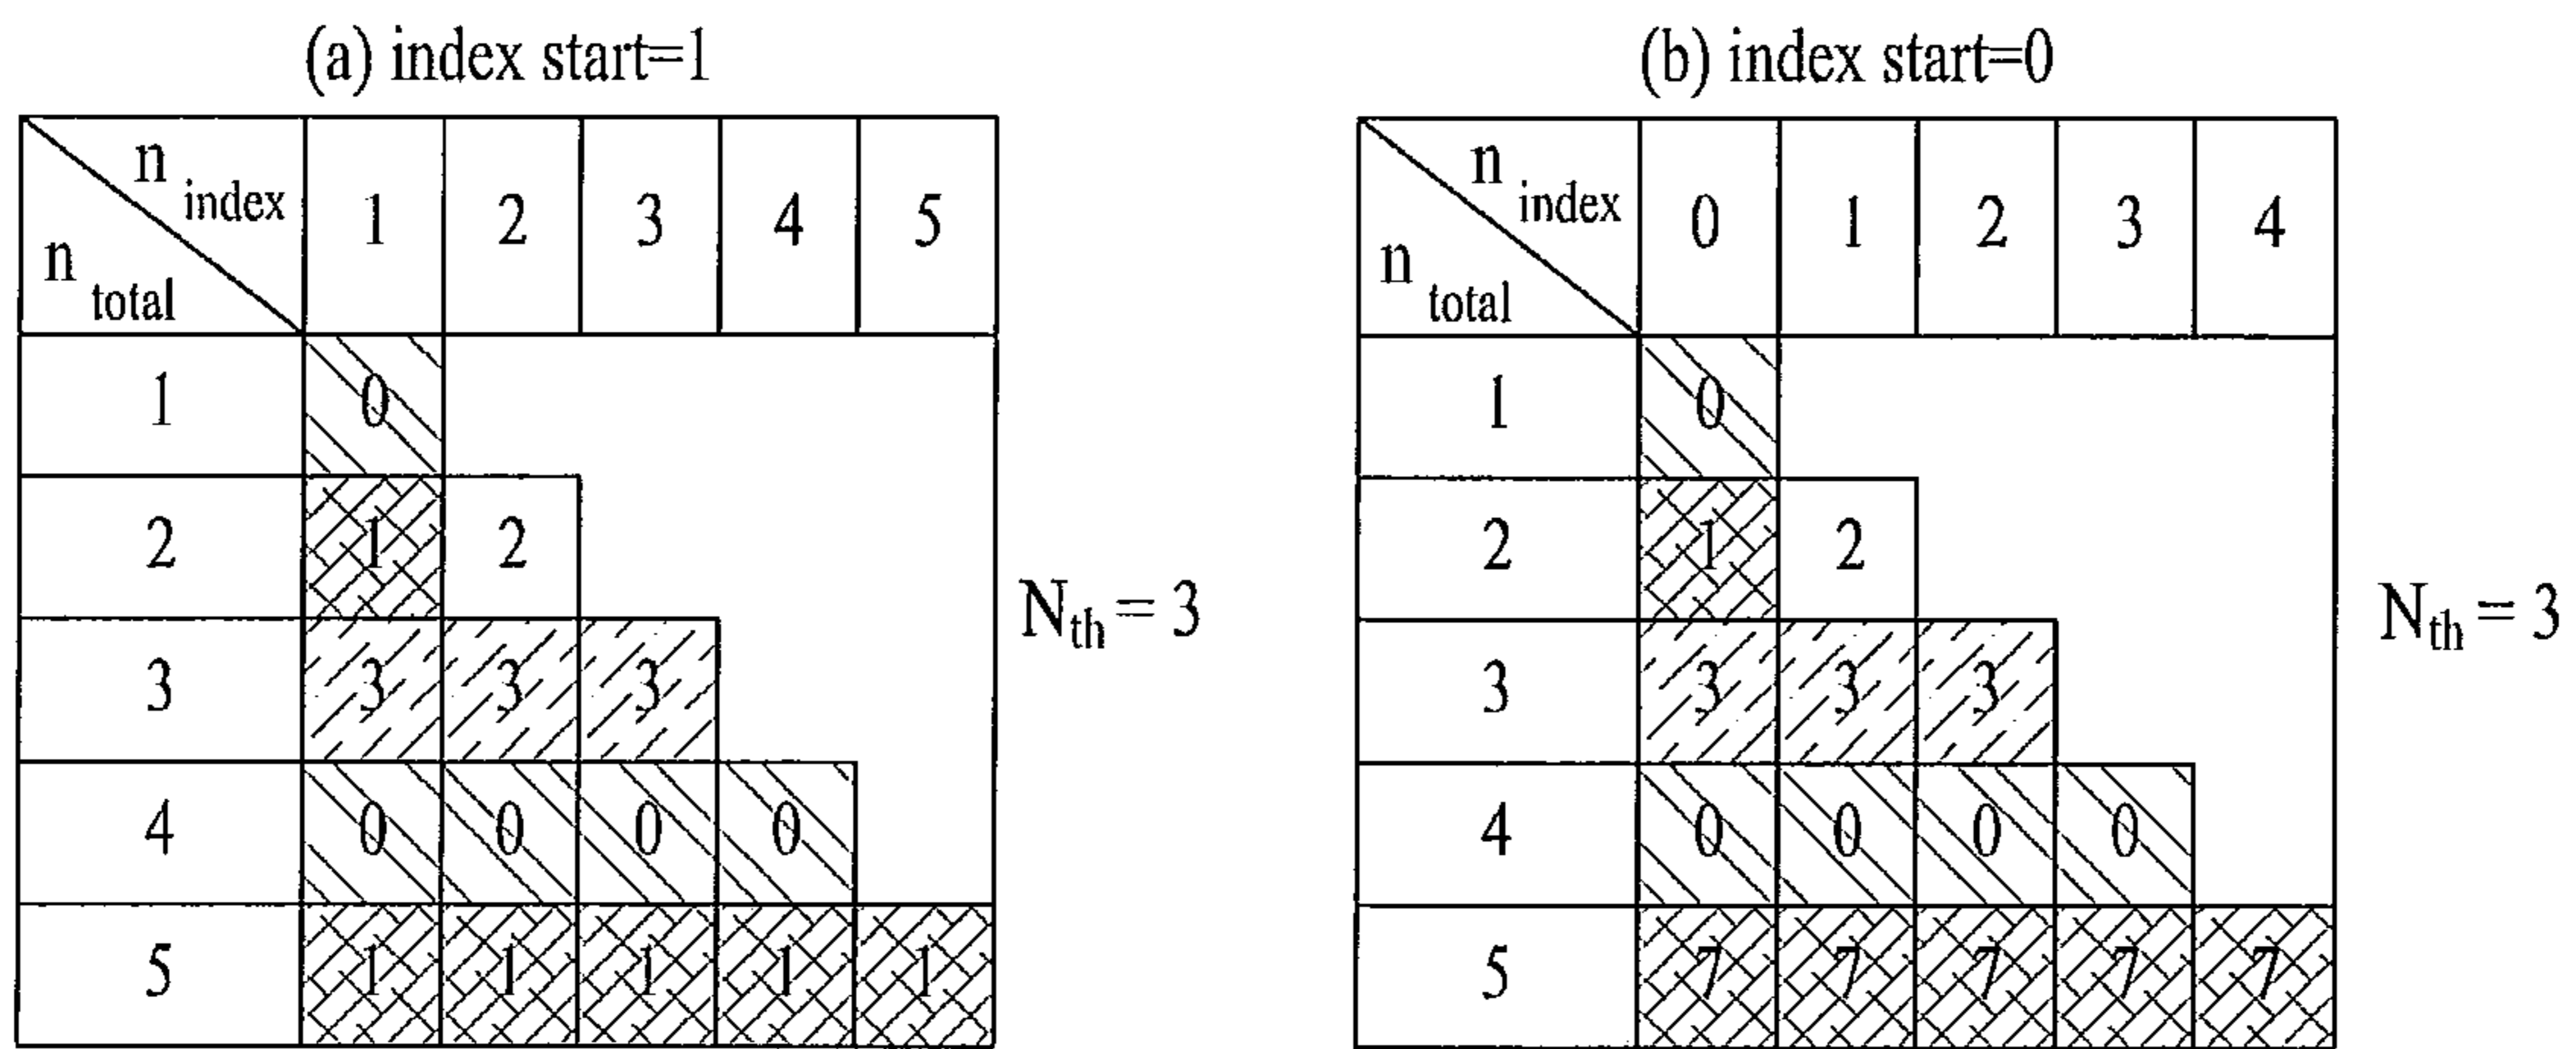 (a) index start=1
n index 1 2 3 4 5
n total
1 0
2 1 2
3 3 3 3
4 0 0 0 0
5 1 1 1 1 1
N_th = 3
(b) index start=0
n index 0 1 2 3 4
n total
1 0
2 1 2
3 3 3 3
4 0 0 0 0
5 7 7 7 7 7
N_th = 3